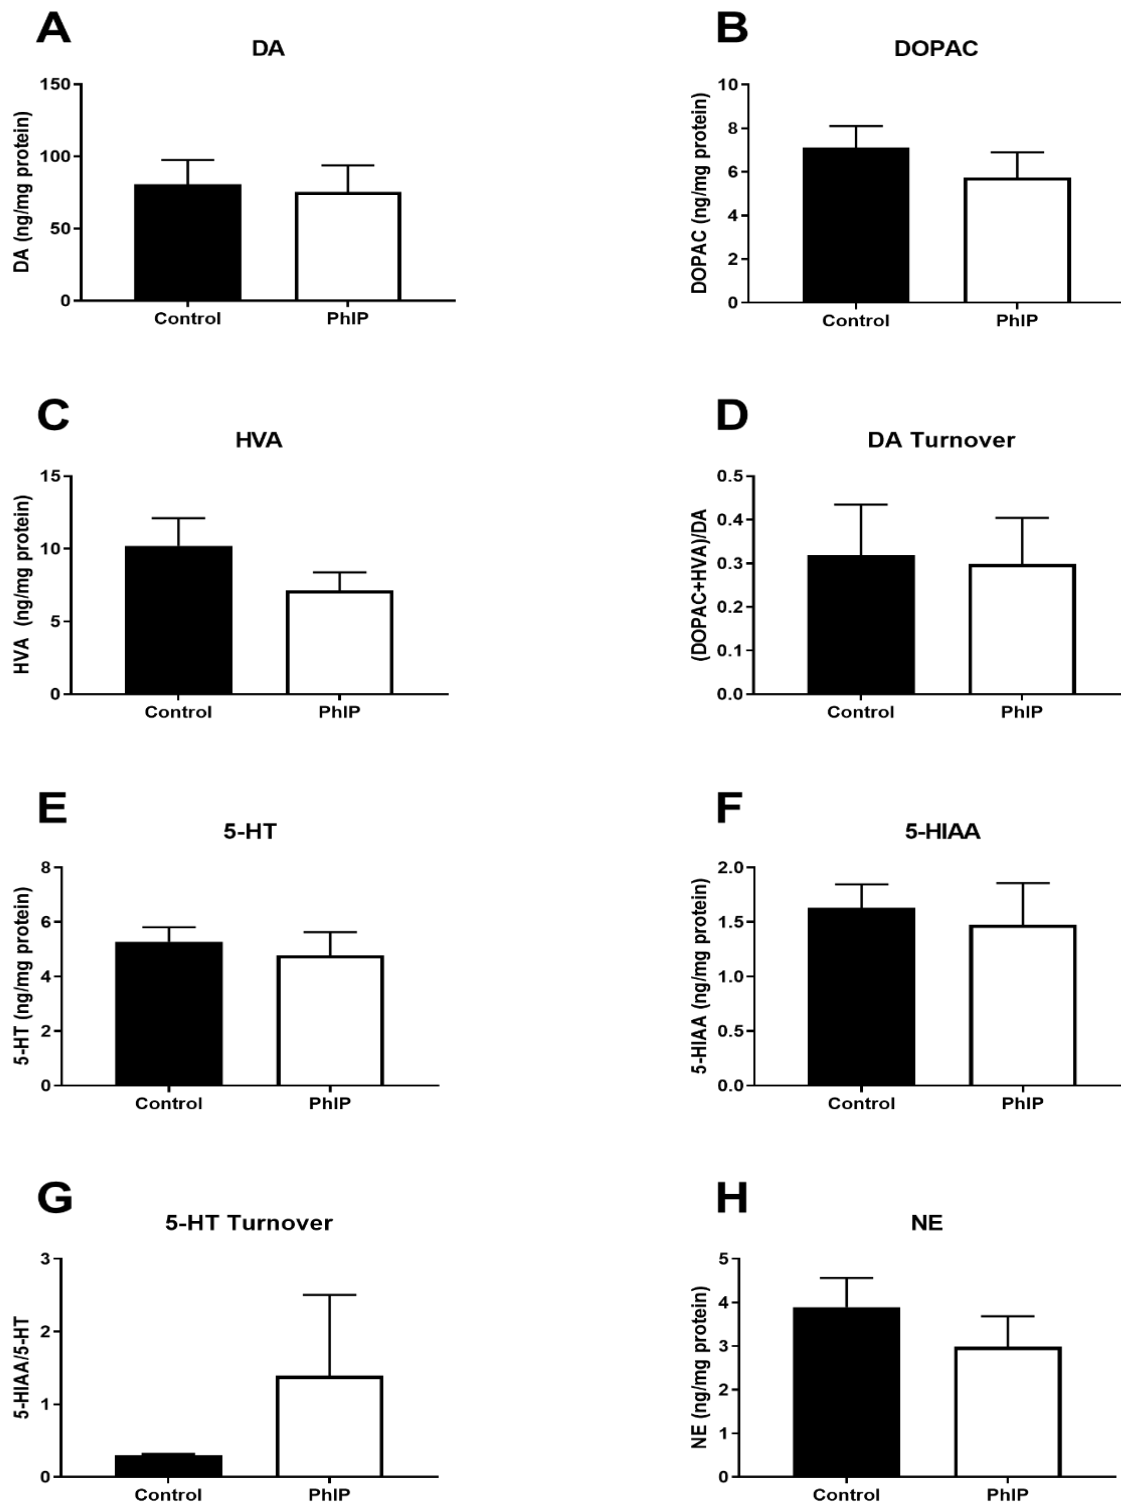 A
DA
DA (ng/mg protein)
150
100
50
0
Control
PhIP
B
DOPAC
DOPAC (ng/mg protein)
10
8
6
4
2
0
Control
PhIP
C
HVA
HVA (ng/mg protein)
15
10
5
0
Control
PhIP
D
DA Turnover
(DOPAC+HVA)/DA
0.5
0.4
0.3
0.2
0.1
0.0
Control
PhIP
E
5-HT
5-HT (ng/mg protein)
8
6
4
2
0
Control
PhIP
F
5-HIAA
5-HIAA (ng/mg protein)
2.0
1.5
1.0
0.5
0.0
Control
PhIP
G
5-HT Turnover
5-HIAA/5-HT
3
2
1
0
Control
PhIP
H
NE
NE (ng/mg protein)
5
4
3
2
1
0
Control
PhIP